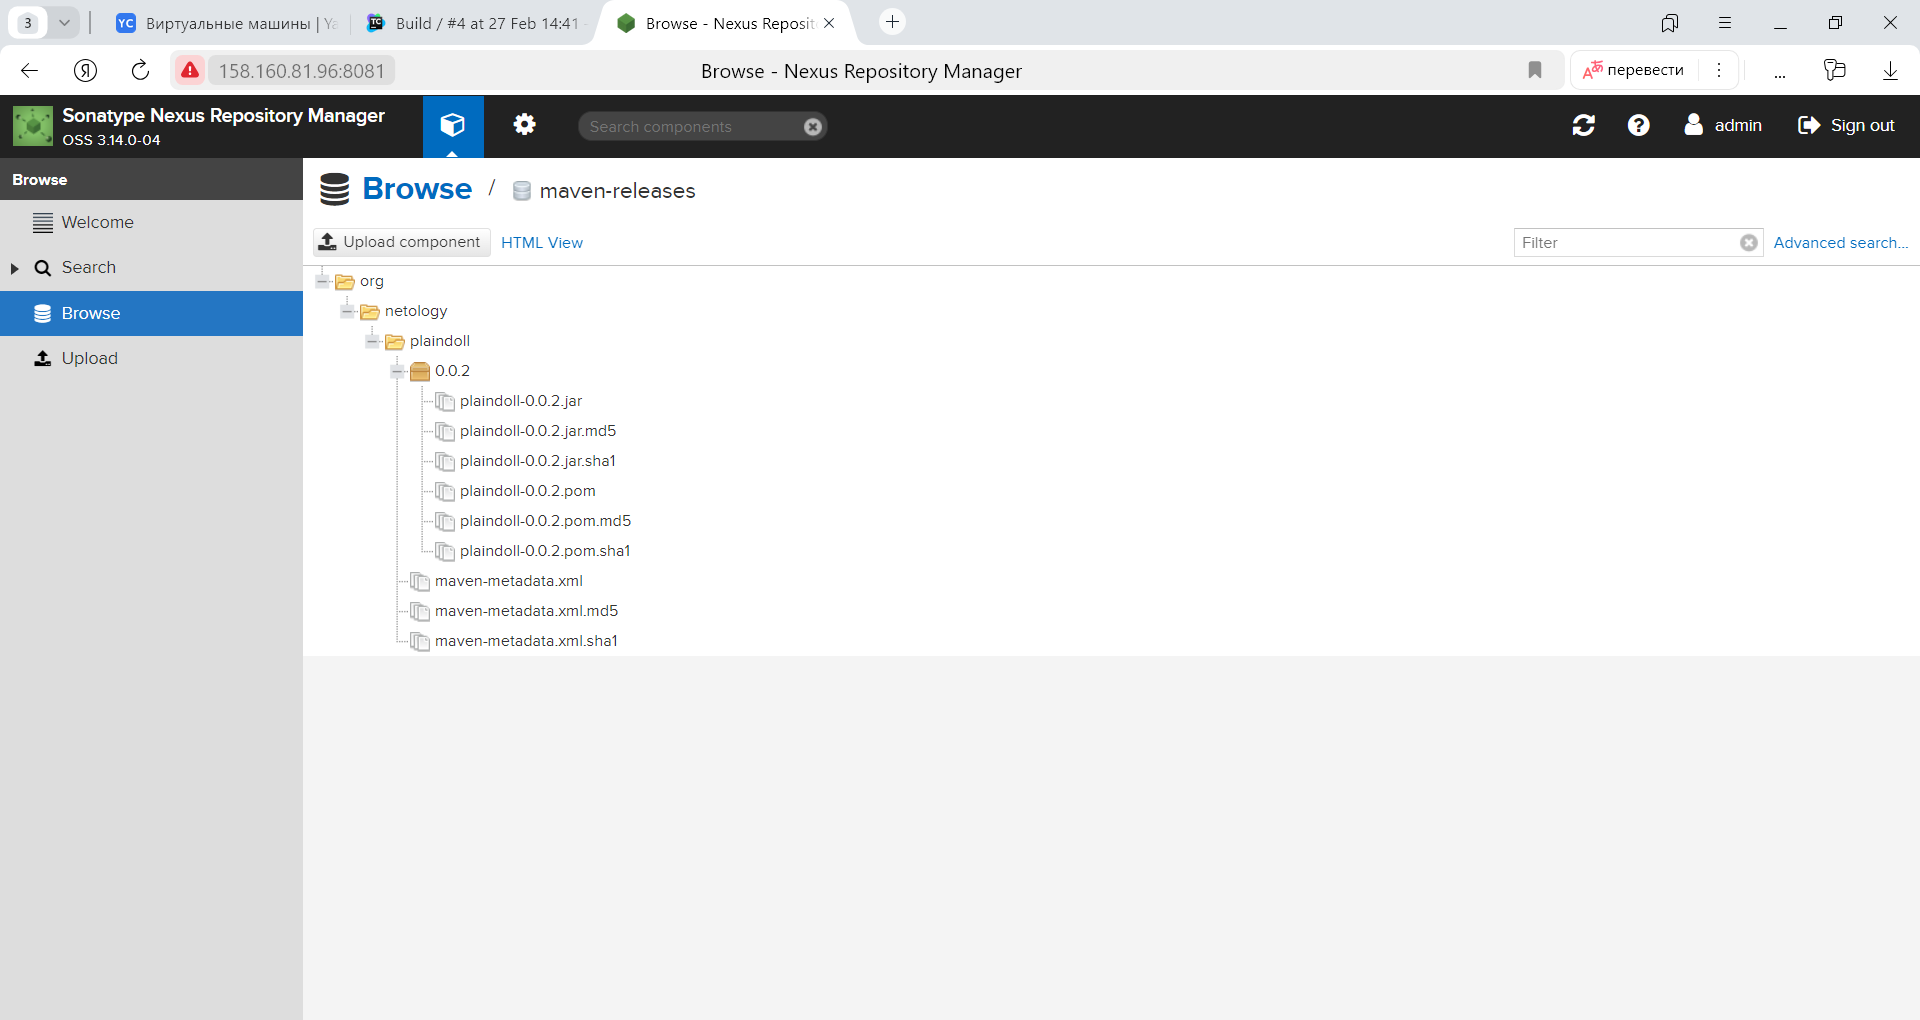 3
YC Виртуальные машины | Ya
TC Build / #4 at 27 Feb 14:41 -
Browse - Nexus Reposit
Я
158.160.81.96:8081
Browse - Nexus Repository Manager
перевести
...
Sonatype Nexus Repository Manager
OSS 3.14.0-04
Search components
admin
Sign out
Browse
Welcome
Search
Browse
Upload
Browse / maven-releases
Upload component
HTML View
Filter
Advanced search...
org
netology
plaindoll
0.0.2
plaindoll-0.0.2.jar
plaindoll-0.0.2.jar.md5
plaindoll-0.0.2.jar.sha1
plaindoll-0.0.2.pom
plaindoll-0.0.2.pom.md5
plaindoll-0.0.2.pom.sha1
maven-metadata.xml
maven-metadata.xml.md5
maven-metadata.xml.sha1